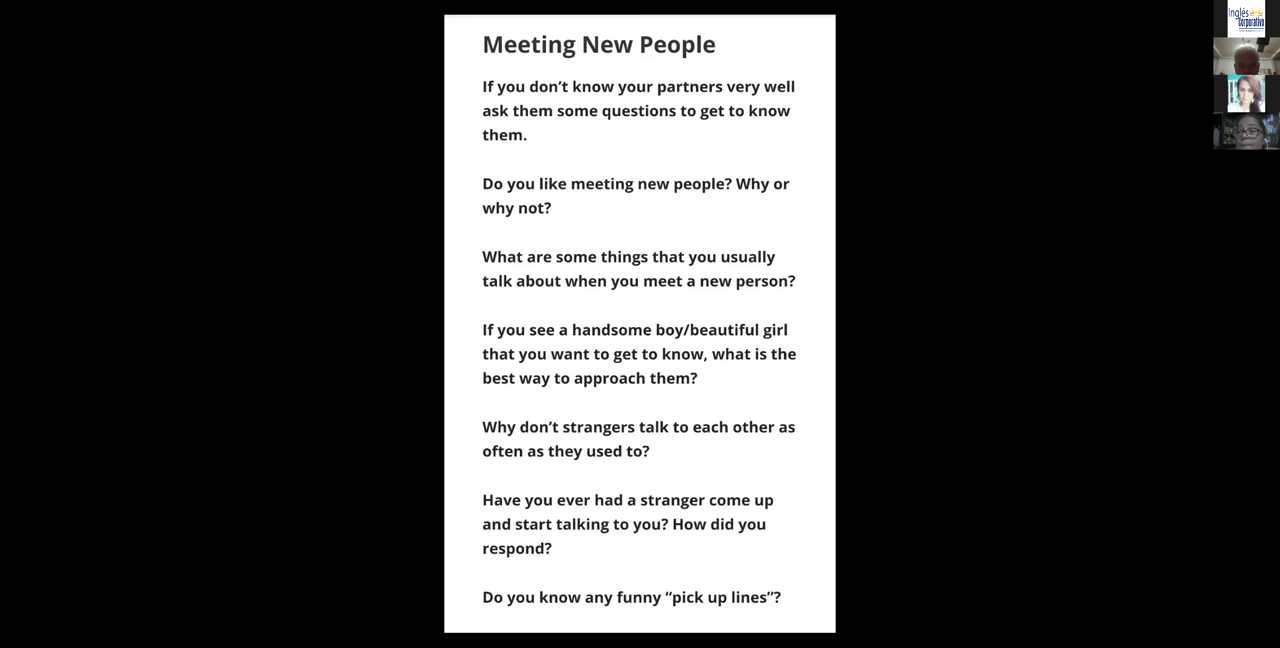 Meeting New People
If you don’t know your partners very well
ask them some questions to get to know
them.
Do you like meeting new people? Why or
why not?
What are some things that you usually
talk about when you meet a new person?
If you see a handsome boy/beautiful girl
that you want to get to know, what is the
best way to approach them?
Why don’t strangers talk to each other as
often as they used to?
Have you ever had a stranger come up
and start talking to you? How did you
respond?
Do you know any funny “pick up lines”?
Inglés
Corporativo